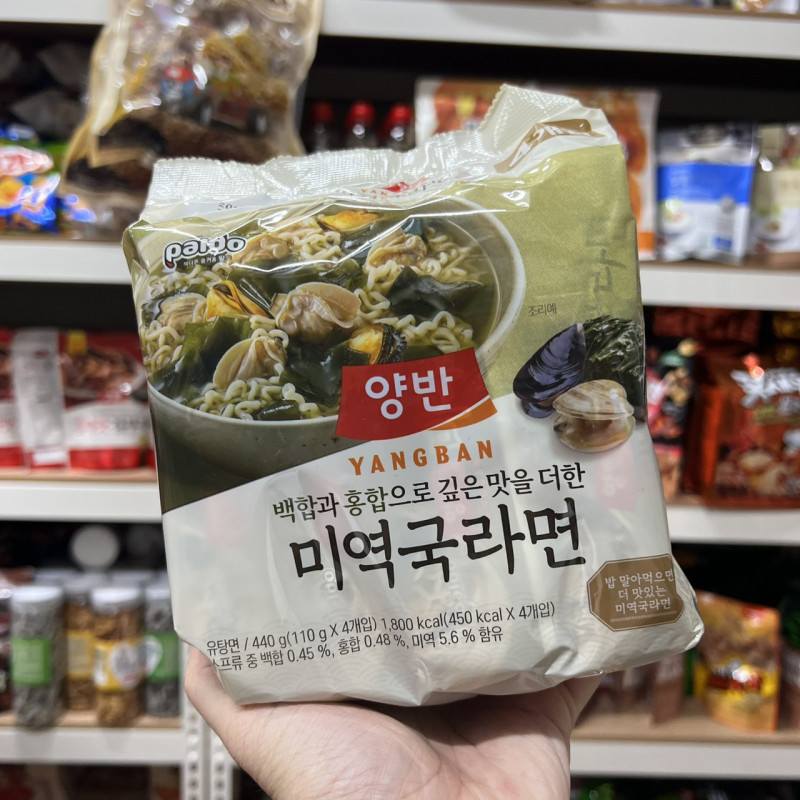 paldo
조리예
양반
YANGBAN
백합과 홍합으로 깊은 맛을 더한
미역국라면
밥 말아먹으면
더 맛있는
미역국라면
유탕면 / 440 g(110 g X 4개입) 1,800 kcal(450 kcal X 4개입)
스프류 중 백합 0.45 %, 홍합 0.48 %, 미역 5.6 % 함유